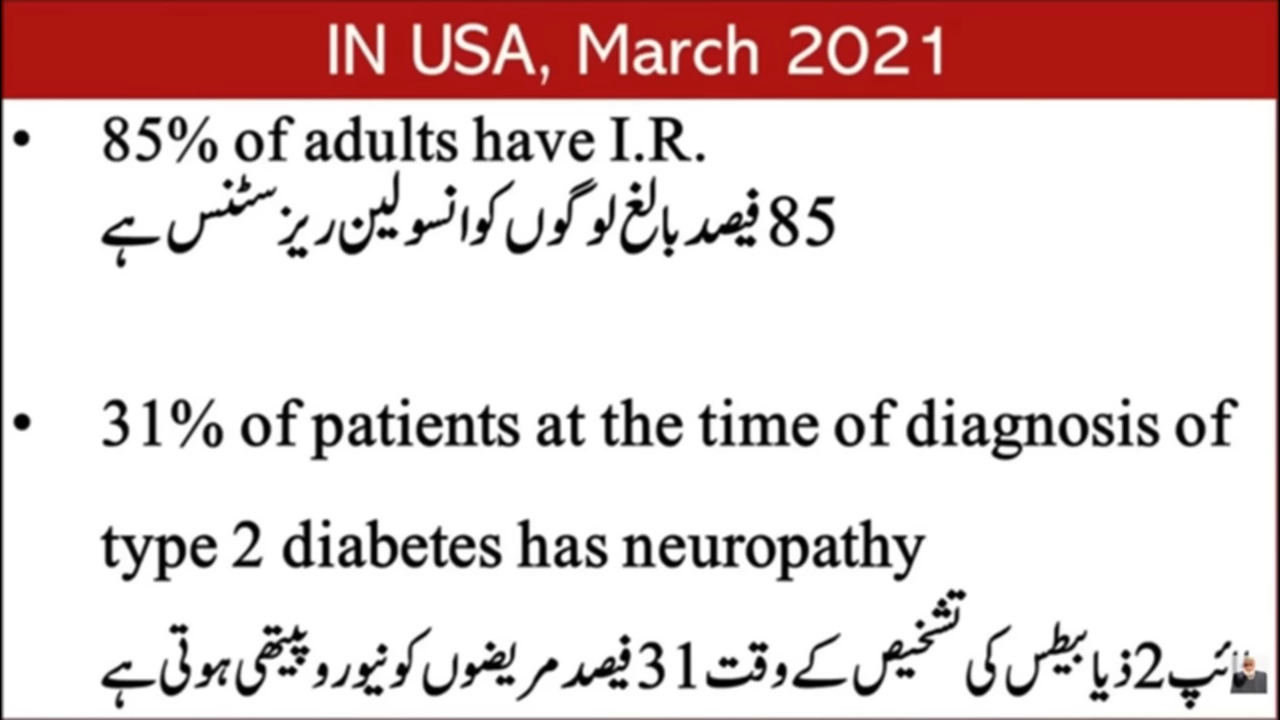 IN USA, March 2021
• 85% of adults have I.R.
85 فیصد بالغ لوگوں کو انسولین ریزسٹنس ہے
• 31% of patients at the time of diagnosis of
type 2 diabetes has neuropathy
2 ذیابیطس کی تشخیص کے وقت 31 فیصد مریضوں کو نیوروپیتھی ہوتی ہے